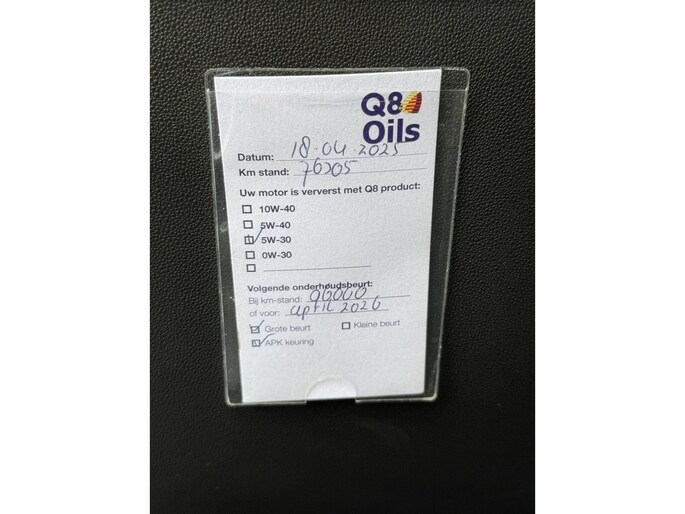 Q8
Oils
Datum: 18-04-2025
Km stand: 76205
Uw motor is ververst met Q8 product:
10W-40
5W-40
5W-30
0W-30
Volgende onderhoudsbeurt:
Bij km-stand: 96000
of voor: april 2026
Grote beurt Kleine beurt
APK keuring